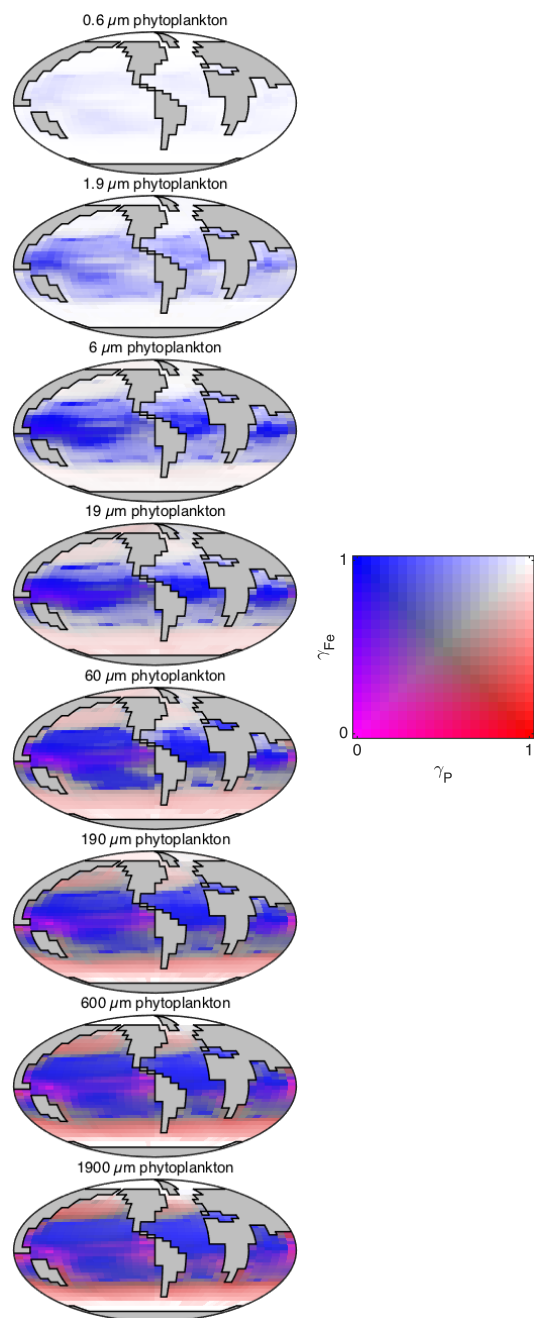 0.6 µm phytoplankton
1.9 µm phytoplankton
6 µm phytoplankton
19 µm phytoplankton
60 µm phytoplankton
190 µm phytoplankton
600 µm phytoplankton
1900 µm phytoplankton
1
γFe
0
0
1
γP